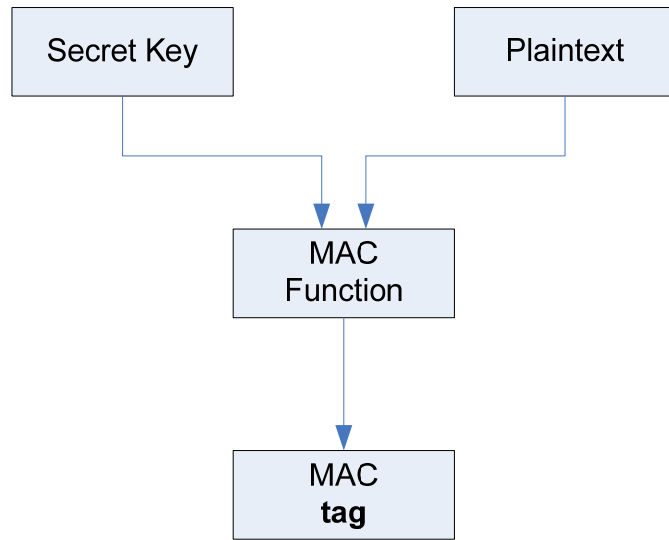 Secret Key
Plaintext
MAC
Function
MAC
tag